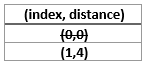 (index, distance)
(0,0)
(1,4)